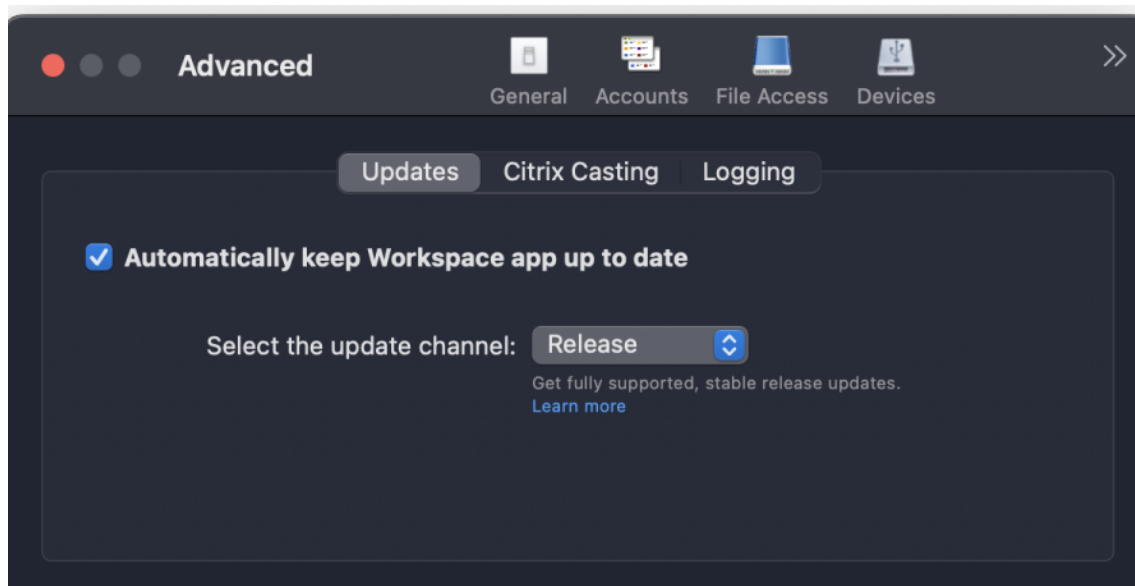 Advanced
General Accounts File Access Devices
Updates Citrix Casting Logging
Automatically keep Workspace app up to date
Select the update channel: Release
Get fully supported, stable release updates.
Learn more